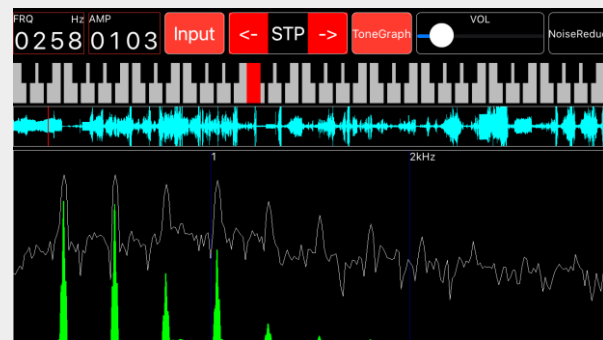 FRQ Hz AMP VOL
0258 0103 Input <- STP -> ToneGraph NoiseReduc
1 2kHz